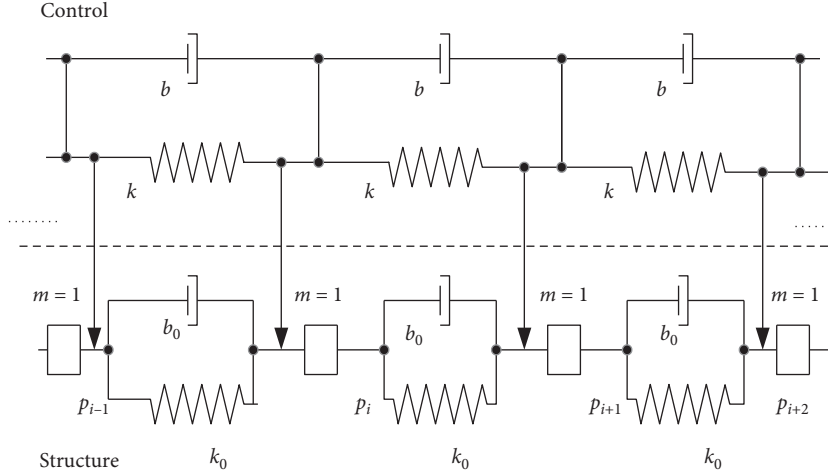 Control
b b b
k k k
........ ......
m = 1 m = 1 m = 1 m = 1
b₀ b₀ b₀
pᵢ₋₁ pᵢ pᵢ₊₁ pᵢ₊₂
Structure k₀ k₀ k₀